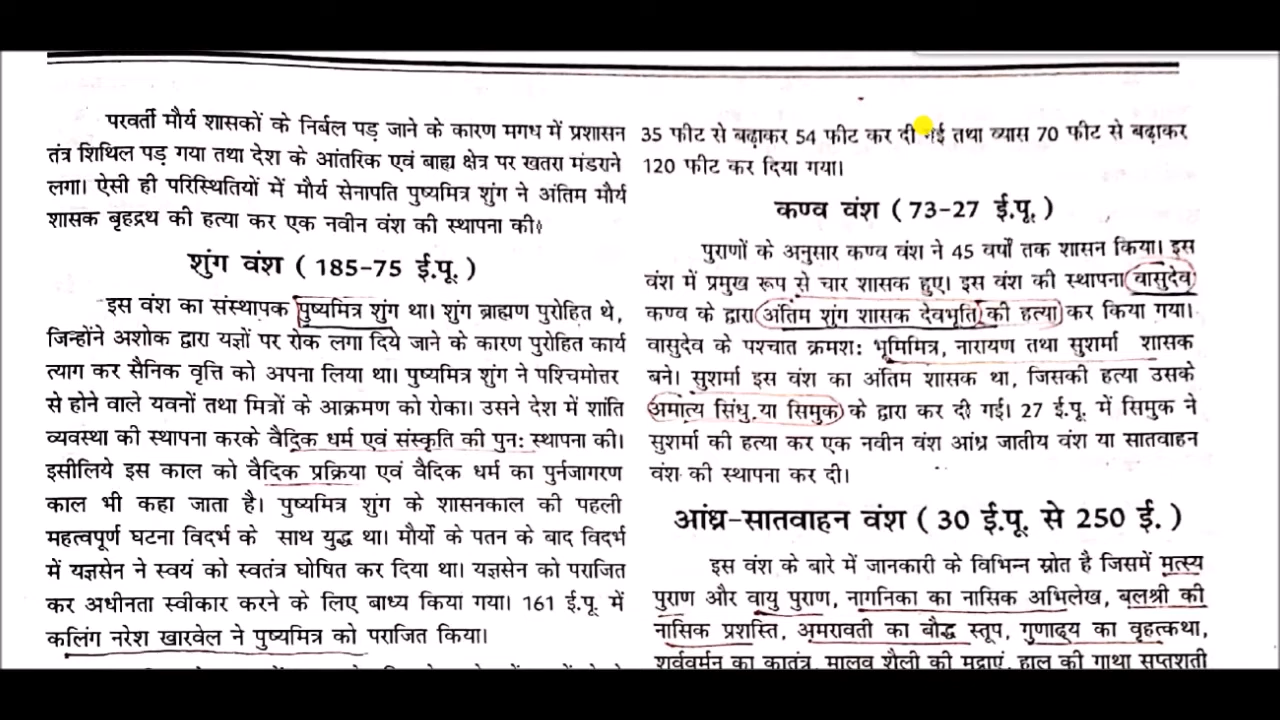 परवर्ती मौर्य शासकों के निर्बल पड़ जाने के कारण मगध में प्रशासन
तंत्र शिथिल पड़ गया तथा देश के आंतरिक एवं बाह्य क्षेत्र पर खतरा मंडराने
लगा। ऐसी ही परिस्थितियों में मौर्य सेनापति पुष्यमित्र शुंग ने अंतिम मौर्य
शासक बृहद्रथ की हत्या कर एक नवीन वंश की स्थापना की।
शुंग वंश ( 185-75 ई.पू. )
इस वंश का संस्थापक पुष्यमित्र शुंग था। शुंग ब्राह्मण पुरोहित थे,
जिन्होंने अशोक द्वारा यज्ञों पर रोक लगा दिये जाने के कारण पुरोहित कार्य
त्याग कर सैनिक वृत्ति को अपना लिया था। पुष्यमित्र शुंग ने पश्चिमोत्तर
से होने वाले यवनों तथा मित्रों के आक्रमण को रोका। उसने देश में शांति
व्यवस्था की स्थापना करके वैदिक धर्म एवं संस्कृति की पुन: स्थापना की।
इसीलिये इस काल को वैदिक प्रक्रिया एवं वैदिक धर्म का पुर्नजागरण
काल भी कहा जाता है। पुष्यमित्र शुंग के शासनकाल की पहली
महत्वपूर्ण घटना विदर्भ के साथ युद्ध था। मौर्यो के पतन के बाद विदर्भ
में यज्ञसेन ने स्वयं को स्वतंत्र घोषित कर दिया था। यज्ञसेन को पराजित
कर अधीनता स्वीकार करने के लिए बाध्य किया गया। 161 ई.पू. में
कलिंग नरेश खारवेल ने पुष्यमित्र को पराजित किया।
35 फीट से बढ़ाकर 54 फीट कर दी गई तथा व्यास 70 फीट से बढ़ाकर
120 फीट कर दिया गया।
कण्व वंश ( 73-27 ई.पू. )
पुराणों के अनुसार कण्व वंश ने 45 वर्षों तक शासन किया। इस
वंश में प्रमुख रूप से चार शासक हुए। इस वंश की स्थापना वासुदेव
कण्व के द्वारा अंतिम शुंग शासक देवभूति की हत्या कर किया गया।
वासुदेव के पश्चात क्रमश: भूमिमित्र, नारायण तथा सुशर्मा शासक
बने। सुशर्मा इस वंश का अंतिम शासक था, जिसकी हत्या उसके
अमात्य सिंधु या सिमुक के द्वारा कर दी गई। 27 ई.पू. में सिमुक ने
सुशर्मा की हत्या कर एक नवीन वंश आंध्र जातीय वंश या सातवाहन
वंश की स्थापना कर दी।
आंध्र-सातवाहन वंश ( 30 ई.पू. से 250 ई. )
इस वंश के बारे में जानकारी के विभिन्न स्रोत है जिसमें मत्स्य
पुराण और वायु पुराण, नागनिका का नासिक अभिलेख, बलश्री की
नासिक प्रशस्ति, अमरावती का बौद्ध स्तूप, गुणाढ्य का वृहत्कथा,
शर्ववर्मन का कातंत्र, मालव शैली की मुद्राएं, हाल की गाथा सप्तशती